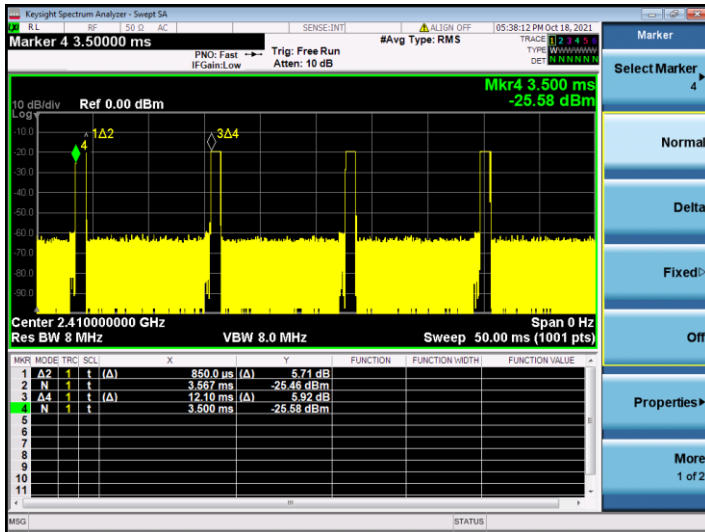 Keysight Spectrum Analyzer - Swept SA
RL RF 50 Ω AC SENSE:INT ALIGN OFF 05:38:12 PM Oct 18, 2021
Marker 4 3.50000 ms
PNO: Fast Trig: Free Run
IFGain:Low Atten: 10 dB
#Avg Type: RMS
TRACE 1 2 3 4 5 6
TYPE W
DET N N N N N N
Mkr4 3.500 ms
-25.58 dBm
10 dB/div Ref 0.00 dBm
Log
-10.0
-20.0
-30.0
-40.0
-50.0
-60.0
-70.0
-80.0
-90.0
4 1Δ2 3Δ4
Center 2.410000000 GHz Span 0 Hz
Res BW 8 MHz VBW 8.0 MHz Sweep 50.00 ms (1001 pts)
MKR MODE TRC SCL X Y FUNCTION FUNCTION WIDTH FUNCTION VALUE
1 Δ2 1 t (Δ) 850.0 µs (Δ) 5.71 dB
2 N 1 t 3.567 ms -25.46 dBm
3 Δ4 1 t (Δ) 12.10 ms (Δ) 5.92 dB
4 N 1 t 3.500 ms -25.58 dBm
5
6
7
8
9
10
11
MSG STATUS
Marker
Select Marker
4
Normal
Delta
Fixed
Off
Properties
More
1 of 2